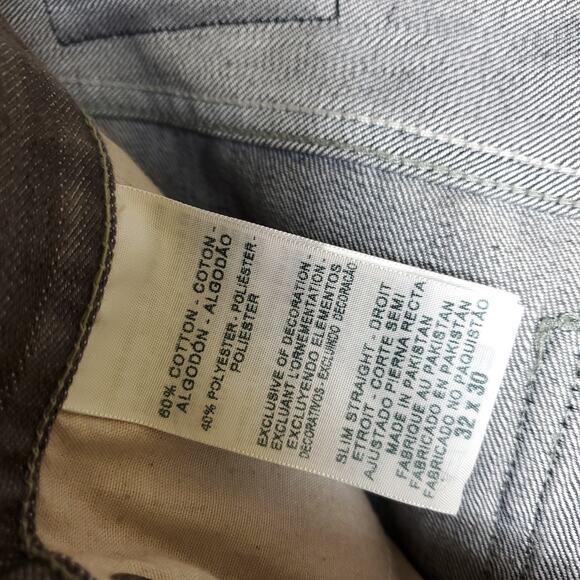 60% COTTON - COTON -
ALGODÓN - ALGODÃO
40% POLYESTER - POLIÉSTER -
POLIESTER
EXCLUSIVE OF DECORATION -
EXCLUANT L'ORNEMENTATION -
EXCLUYENDO ELEMENTOS
DECORATIVOS - EXCLUINDO DECORAÇÃO
SLIM STRAIGHT - DROIT
ETROIT - CORTE SEMI
AJUSTADO PIERNA RECTA
MADE IN PAKISTAN
FABRIQUE AU PAKISTAN
FABRICADO EN PAKISTÁN
FABRICADO NO PAQUISTÃO
32 X 30